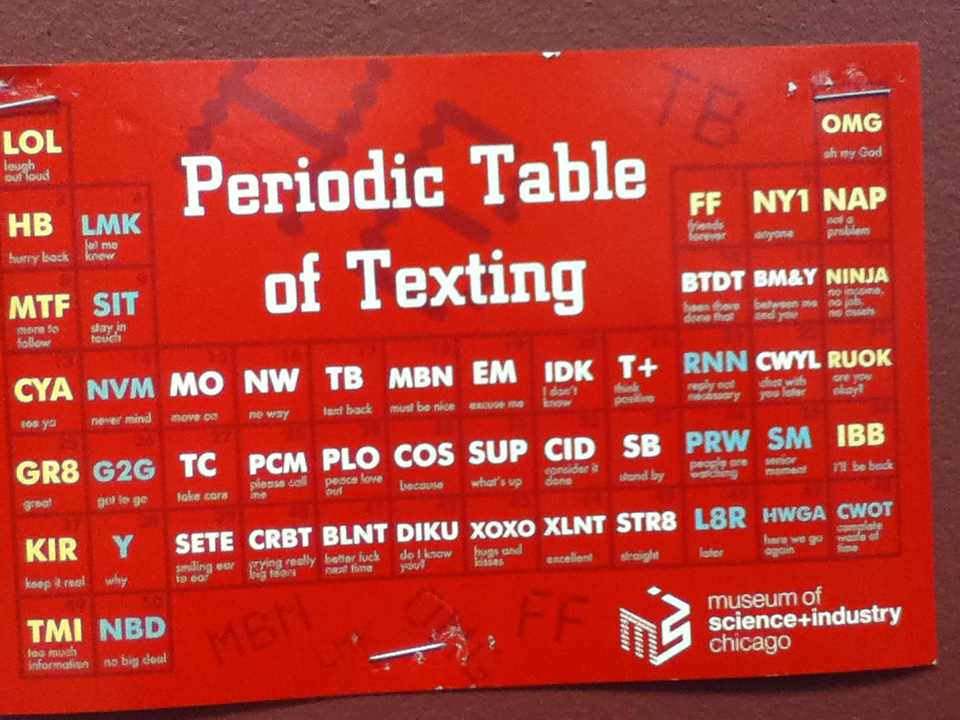 LOL
laugh
out loud
OMG
oh my God
Periodic Table
of Texting
TB
HB
hurry back
LMK
let me
know
FF
friends
forever
NY1
anyone
NAP
not a
problem
MTF
more to
follow
SIT
stay in
touch
BTDT
been there
done that
BM&Y
between me
and you
NINJA
no income,
no job,
no assets
CYA
see ya
NVM
never mind
MO
move on
NW
no way
TB
text back
MBN
must be nice
EM
excuse me
IDK
I don't
know
T+
think
positive
RNN
reply not
necessary
CWYL
chat with
you later
RUOK
are you
okay?
GR8
great
G2G
got to go
TC
take care
PCM
please call
me
PLO
peace love
out
COS
because
SUP
what's up
CID
consider it
done
SB
stand by
PRW
people are
watching
SM
senior
moment
IBB
I'll be back
KIR
keep it real
Y
why
SETE
smiling ear
to ear
CRBT
crying really
big tears
BLNT
better luck
next time
DIKU
do I know
you?
XOXO
hugs and
kisses
XLNT
excellent
STR8
straight
L8R
later
HWGA
here we go
again
CWOT
complete
waste of
time
TMI
too much
information
NBD
no big deal
MBN
FF
museum of
science+industry
chicago